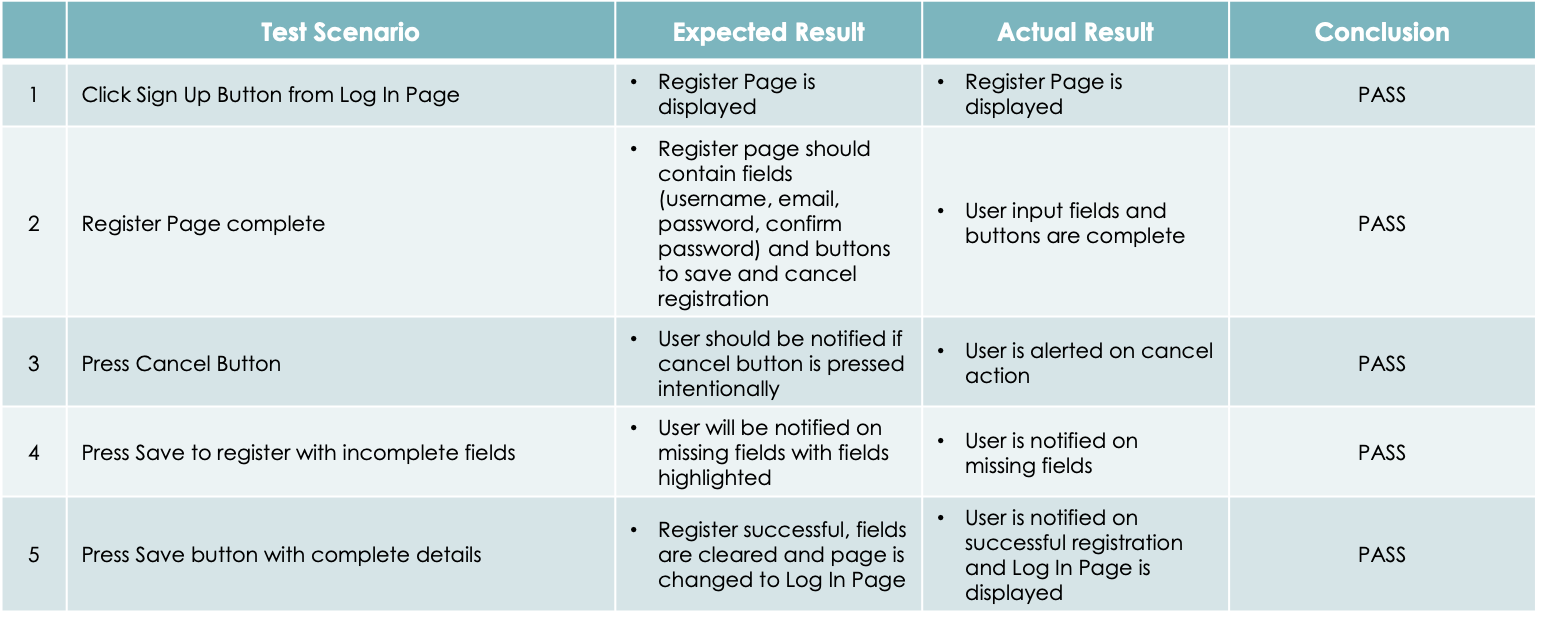 Test Scenario
Expected Result
Actual Result
Conclusion
1
Click Sign Up Button from Log In Page
• Register Page is
displayed
• Register Page is
displayed
PASS
2
Register Page complete
• Register page should
contain fields
(username, email,
password, confirm
password) and buttons
to save and cancel
registration
• User input fields and
buttons are complete
PASS
3
Press Cancel Button
• User should be notified if
cancel button is pressed
intentionally
• User is alerted on cancel
action
PASS
4
Press Save to register with incomplete fields
• User will be notified on
missing fields with fields
highlighted
• User is notified on
missing fields
PASS
5
Press Save button with complete details
• Register successful, fields
are cleared and page is
changed to Log In Page
• User is notified on
successful registration
and Log In Page is
displayed
PASS